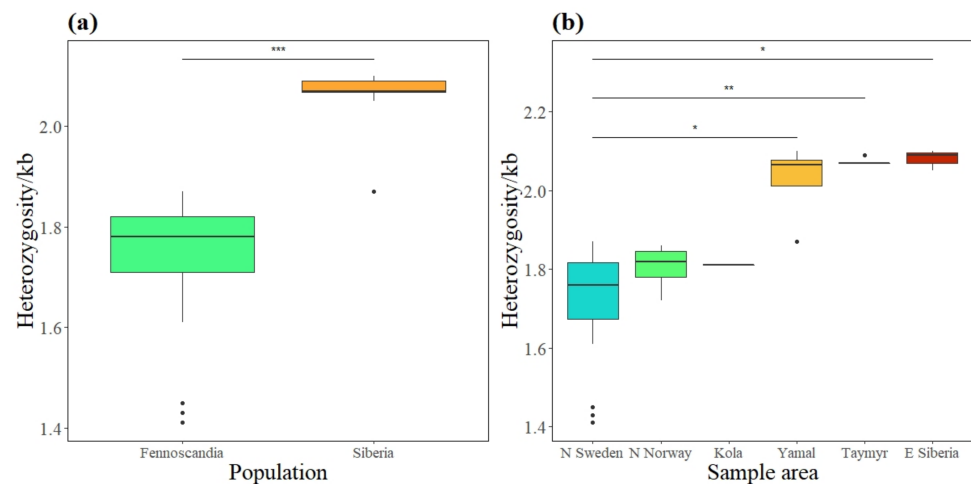 (a)
***
Heterozygosity/kb
2.0
1.8
1.6
1.4
Fennoscandia Siberia
Population
(b)
*
**
*
Heterozygosity/kb
2.2
2.0
1.8
1.6
1.4
N Sweden N Norway Kola Yamal Taymyr E Siberia
Sample area